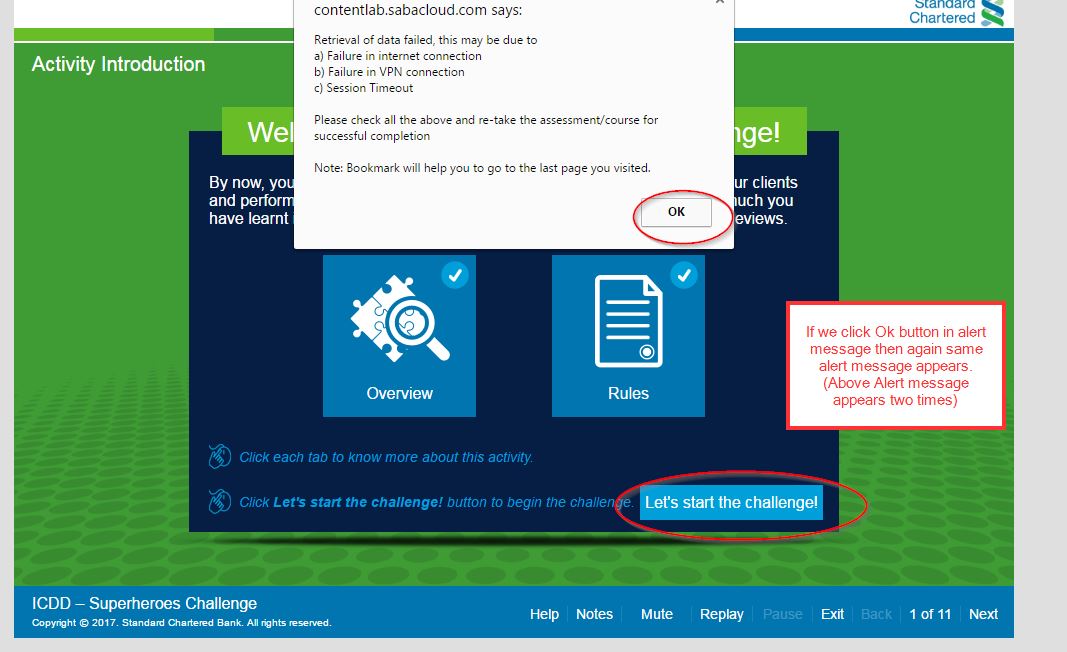 Standard
Chartered
contentlab.sabacloud.com says:
Retrieval of data failed, this may be due to
a) Failure in internet connection
b) Failure in VPN connection
c) Session Timeout
Please check all the above and re-take the assessment/course for
successful completion
Note: Bookmark will help you to go to the last page you visited.
OK
Activity Introduction
By now, you
ur clients
and perform
much you
have learnt
eviews.
Overview
Rules
If we click Ok button in alert
message then again same
alert message appears.
(Above Alert message
appears two times)
Click each tab to know more about this activity.
Click Let's start the challenge! button to begin the challenge.
Let's start the challenge!
ICDD – Superheroes Challenge
Copyright © 2017. Standard Chartered Bank. All rights reserved.
Help Notes Mute Replay Pause Exit Back 1 of 11 Next